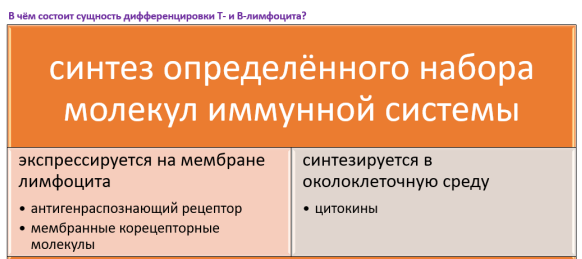 В чём состоит сущность дифференцировки Т- и В-лимфоцита?
синтез определённого набора
молекул иммунной системы
экспрессируется на мембране
лимфоцита
• антигенраспознающий рецептор
• мембранные корецепторные
молекулы
синтезируется в
околоклеточную среду
• цитокины